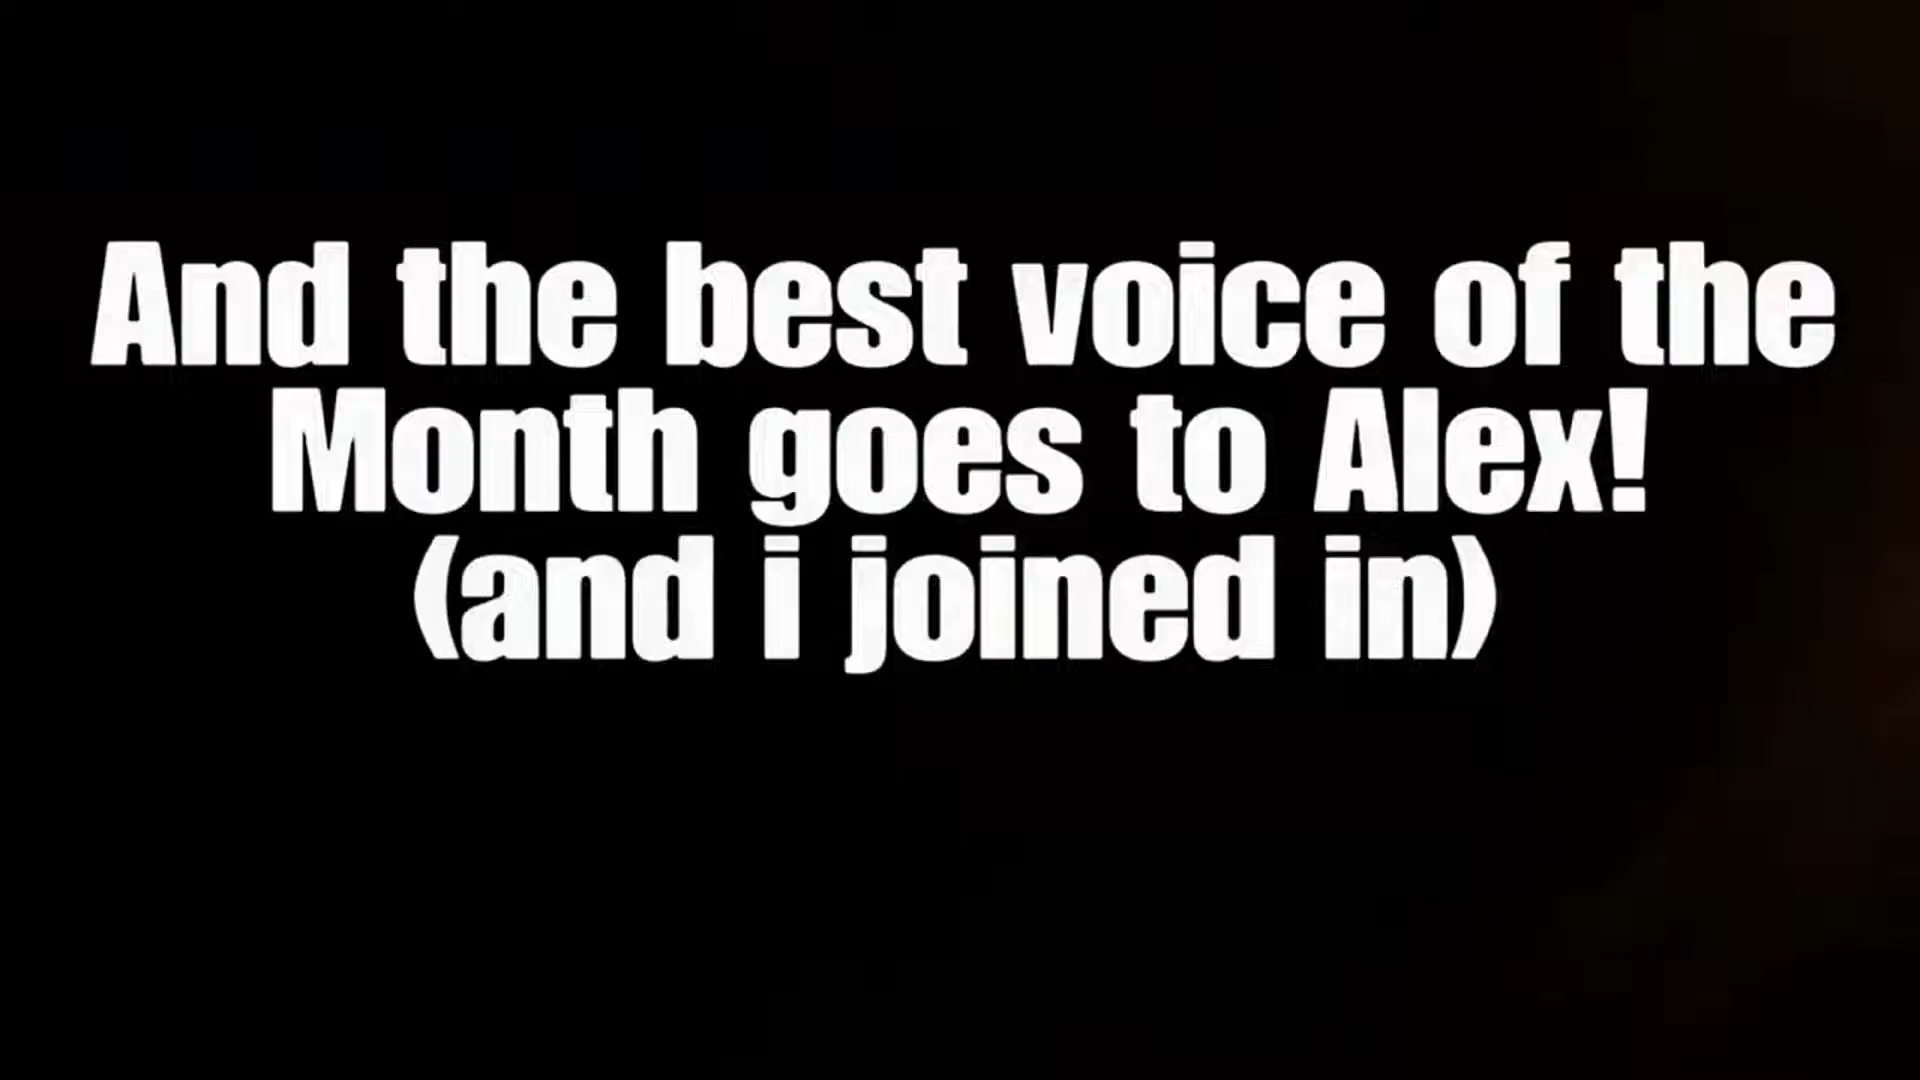 And the best voice of the
Month goes to Alex!
(and i joined in)